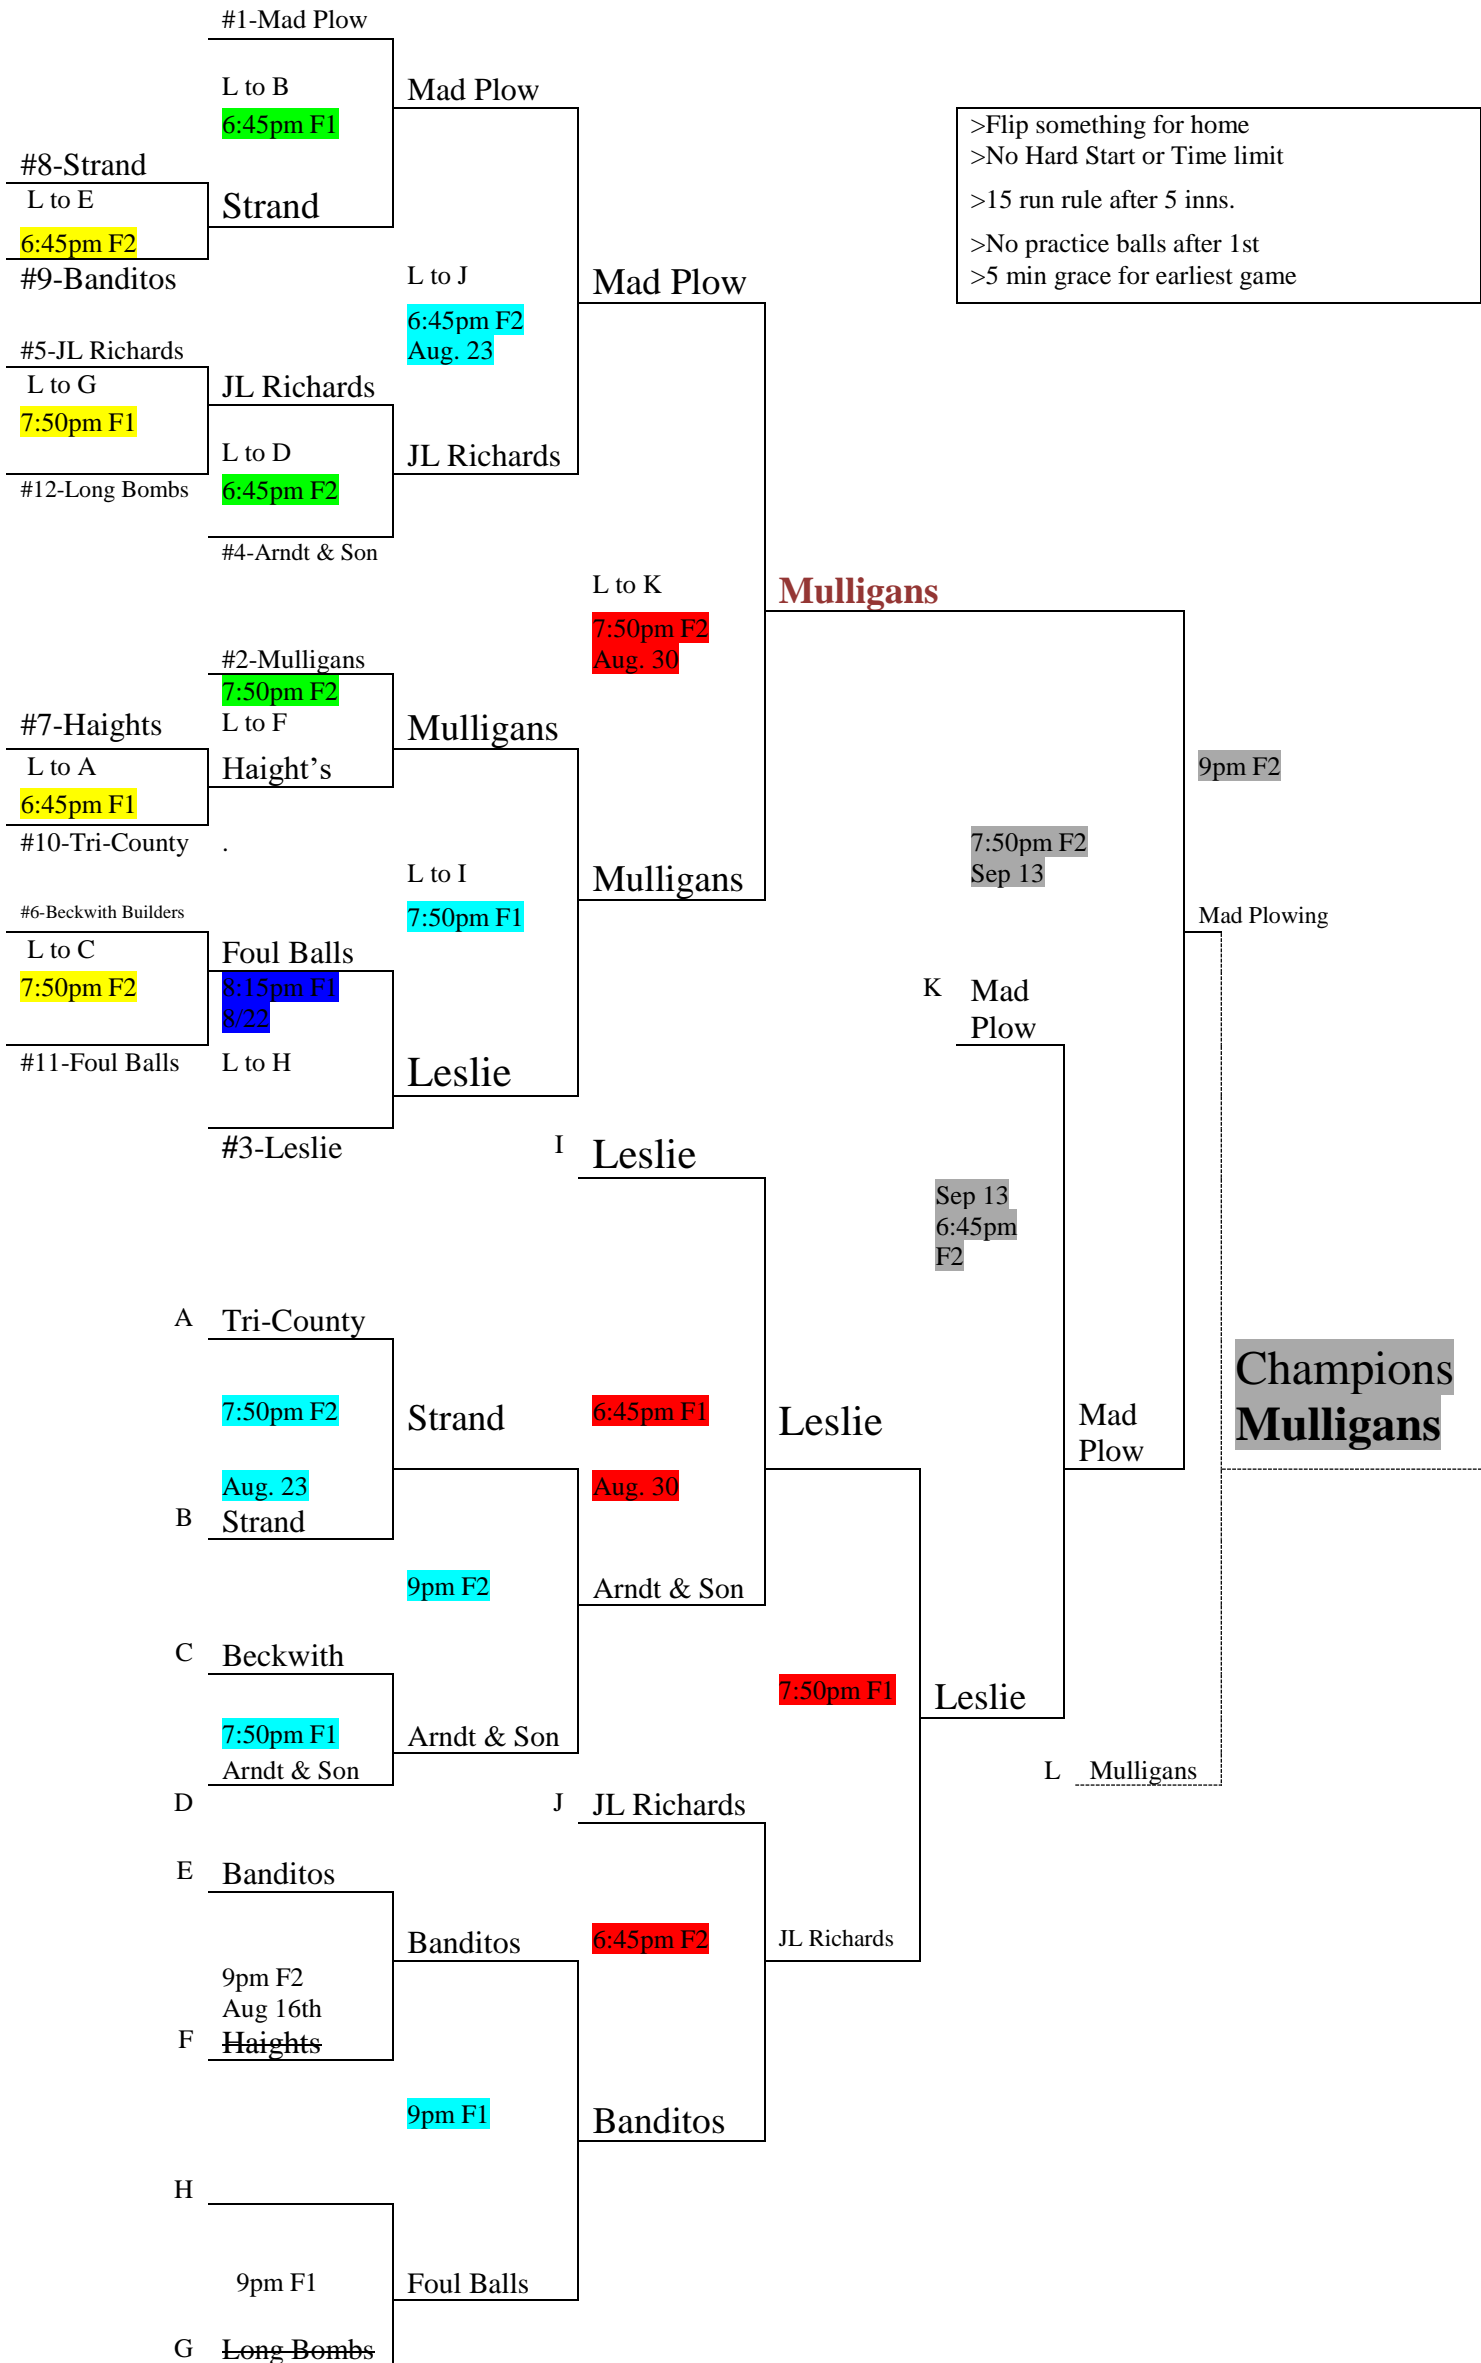 #1-Mad Plow
L to B
6:45pm F1
Mad Plow
>Flip something for home
>No Hard Start or Time limit
>15 run rule after 5 inns.
>No practice balls after 1st
>5 min grace for earliest game
#8-Strand
L to E
6:45pm F2
#9-Banditos
Strand
L to J
6:45pm F2
Aug. 23
Mad Plow
#5-JL Richards
L to G
7:50pm F1
#12-Long Bombs
JL Richards
L to D
6:45pm F2
#4-Arndt & Son
JL Richards
L to K
7:50pm F2
Aug. 30
Mulligans
#2-Mulligans
7:50pm F2
L to F
Haight's
.
#7-Haights
L to A
6:45pm F1
#10-Tri-County
Mulligans
L to I
7:50pm F1
Mulligans
9pm F2
7:50pm F2
Sep 13
Mad Plowing
#6-Beckwith Builders
L to C
7:50pm F2
#11-Foul Balls
Foul Balls
8:15pm F1
8/22
L to H
#3-Leslie
Leslie
K
Mad
Plow
I
Leslie
Sep 13
6:45pm
F2
A
Tri-County
7:50pm F2
Aug. 23
B
Strand
Strand
6:45pm F1
Aug. 30
Leslie
Mad
Plow
Champions
Mulligans
9pm F2
Arndt & Son
C
Beckwith
7:50pm F1
Arndt & Son
D
Arndt & Son
7:50pm F1
Leslie
L
Mulligans
J
JL Richards
E
Banditos
9pm F2
Aug 16th
F
Haights
Banditos
6:45pm F2
JL Richards
9pm F1
Banditos
H
9pm F1
Foul Balls
G
Long Bombs